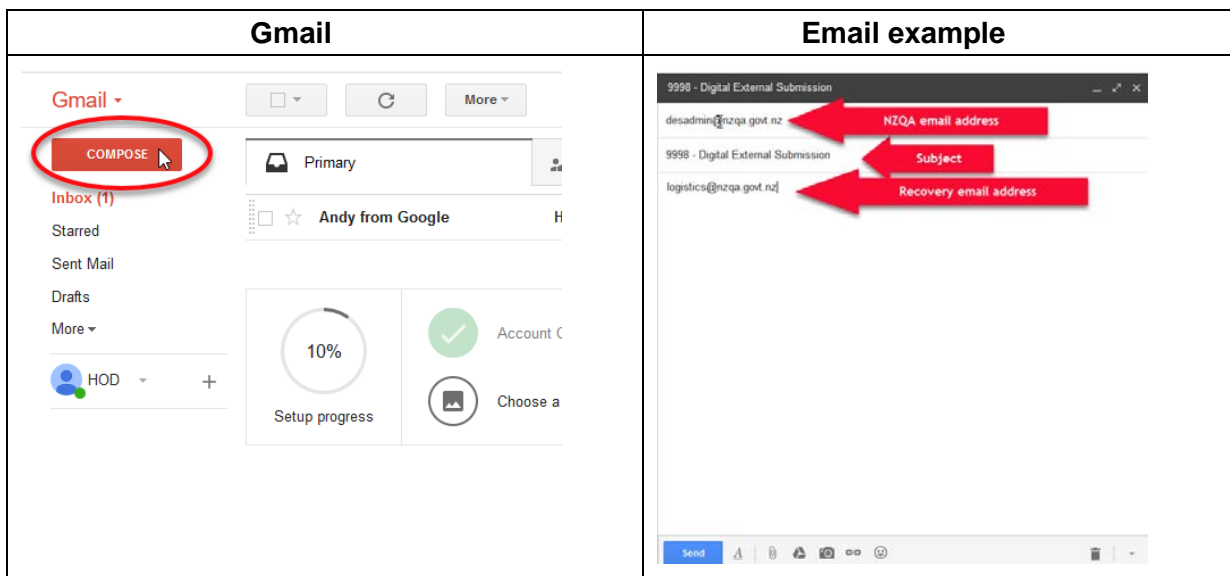 Gmail
Email example
Gmail
More
COMPOSE
Primary
Inbox (1)
Andy from Google
H
Starred
Sent Mail
Drafts
More
10%
Account C
HOD
+
Choose a
Setup progress
9998 - Digital External Submission
desadmin@nzqa.govt.nz
NZQA email address
9998 - Digital External Submission
Subject
logistics@nzqa.govt.nz
Recovery email address
Send
A